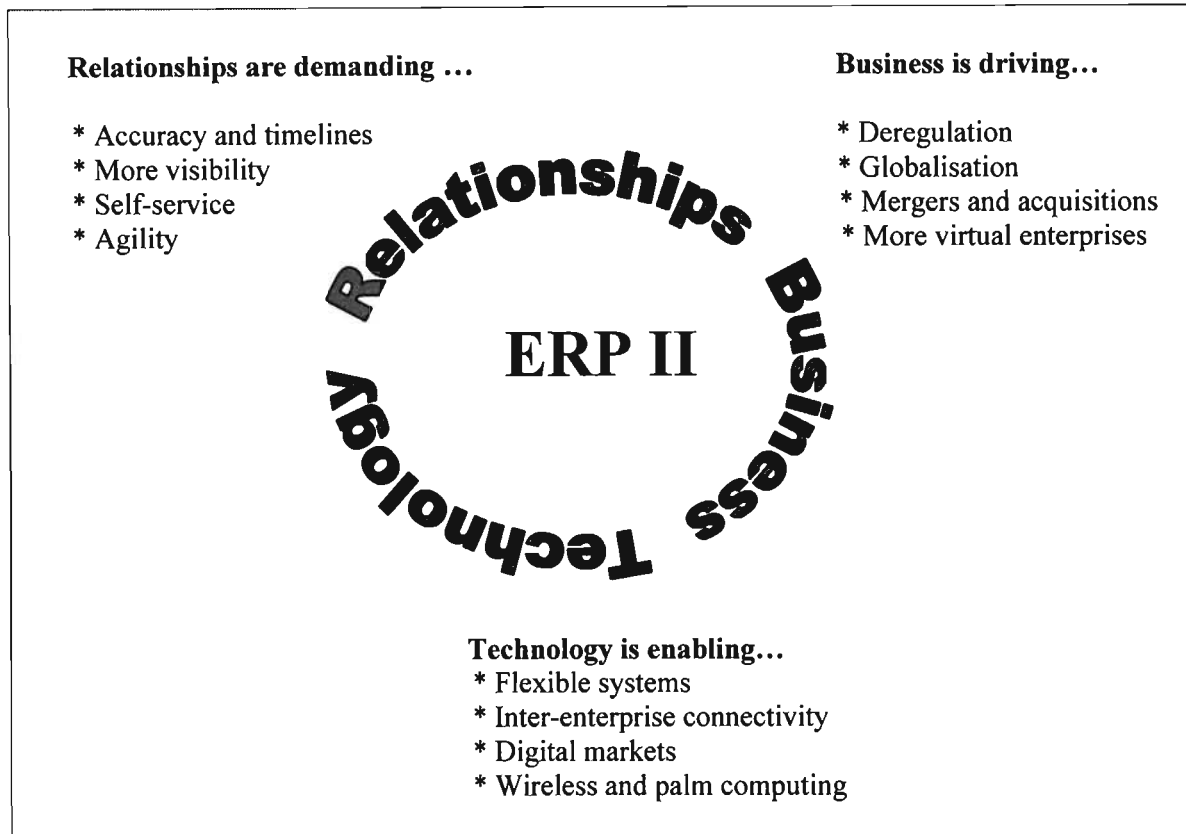 Relationships are demanding ...
* Accuracy and timelines
* More visibility
* Self-service
* Agility
Business is driving...
* Deregulation
* Globalisation
* Mergers and acquisitions
* More virtual enterprises
Relationships
Business
Technology
ERP II
Technology is enabling...
* Flexible systems
* Inter-enterprise connectivity
* Digital markets
* Wireless and palm computing